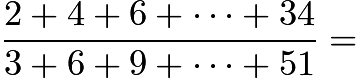 2 + 4 + 6 + ⋯ + 34
3 + 6 + 9 + ⋯ + 51 =